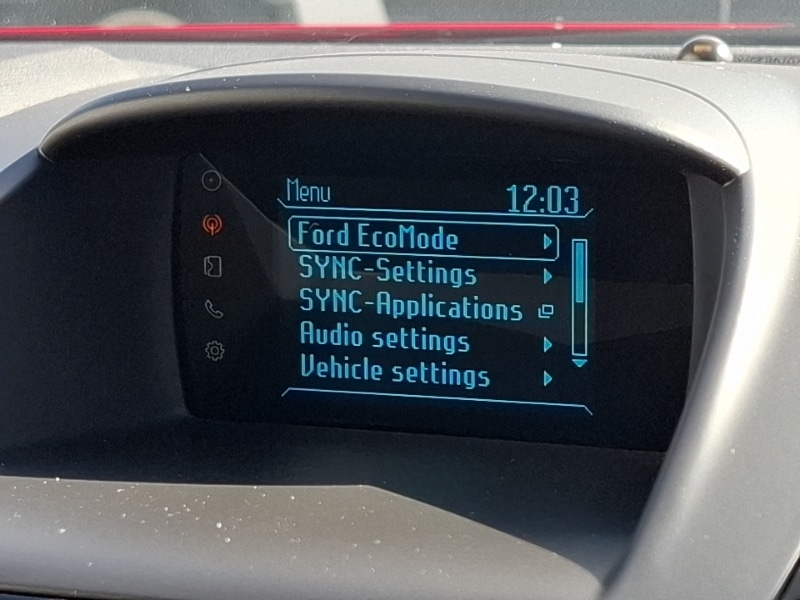 Menu 12:03
Ford EcoMode
SYNC-Settings
SYNC-Applications
Audio settings
Vehicle settings